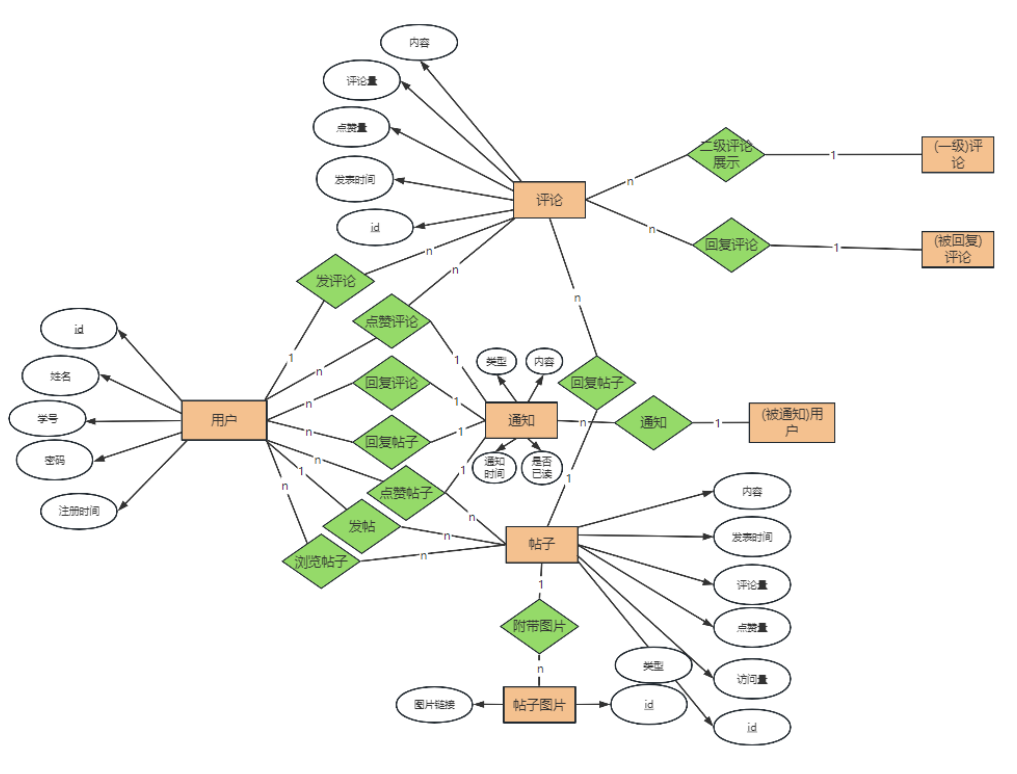 内容
评论量
点赞量
发表时间
id
评论
二级评论
展示
(一级)评
论
回复评论
(被回复)
评论
n
1
n
1
n
n
n
发评论
点赞评论
1
n
1
id
姓名
学号
密码
注册时间
用户
回复评论
n
1
回复帖子
n
1
点赞帖子
n
1
n
发帖
1
n
浏览帖子
n
n
类型
内容
通知
通知
时间
是否
已读
回复帖子
1
n
通知
1
(被通知)用
户
帖子
内容
发表时间
评论量
点赞量
访问量
id
类型
1
附带图片
n
帖子图片
图片链接
id